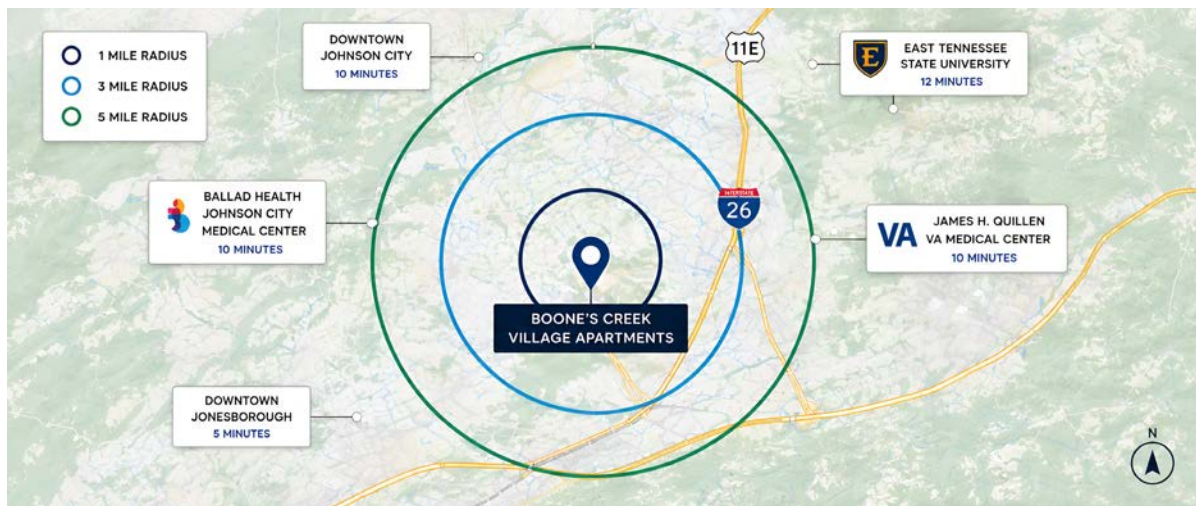 1 MILE RADIUS
3 MILE RADIUS
5 MILE RADIUS
DOWNTOWN
JOHNSON CITY
10 MINUTES
11E
E
EAST TENNESSEE
STATE UNIVERSITY
12 MINUTES
BALLAD HEALTH
JOHNSON CITY
MEDICAL CENTER
10 MINUTES
INTERSTATE
26
VA
JAMES H. QUILLEN
VA MEDICAL CENTER
10 MINUTES
BOONE'S CREEK
VILLAGE APARTMENTS
DOWNTOWN
JONESBOROUGH
5 MINUTES
N